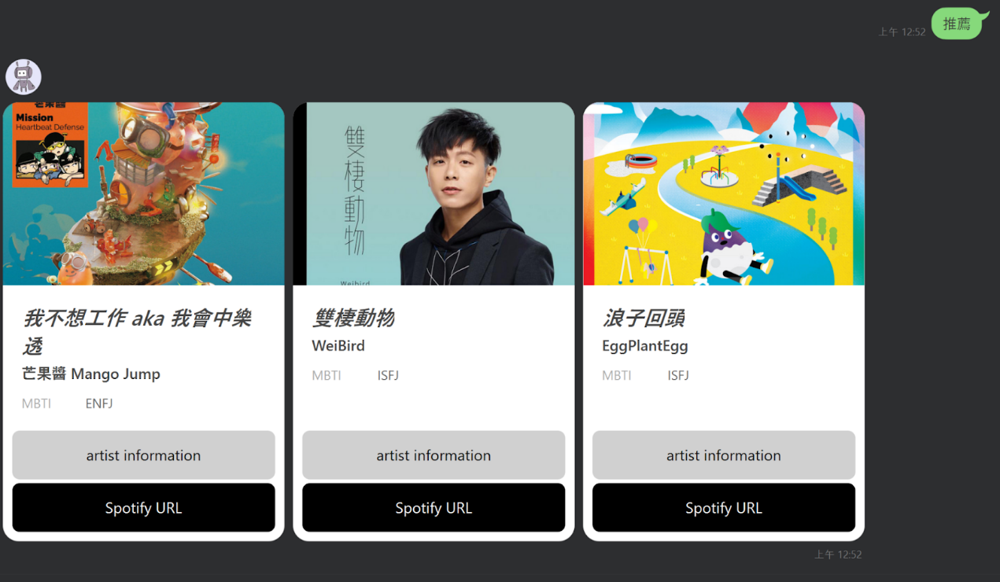 推薦
上午 12:52
芒果醬
Mission
Heartbeat Defense
我不想工作 aka 我會中樂
透
芒果醬 Mango Jump
MBTI ENFJ
artist information
Spotify URL
雙棲動物
Weibird
雙棲動物
WeiBird
MBTI ISFJ
artist information
Spotify URL
浪子回頭
EggPlantEgg
MBTI ISFJ
artist information
Spotify URL
上午 12:52